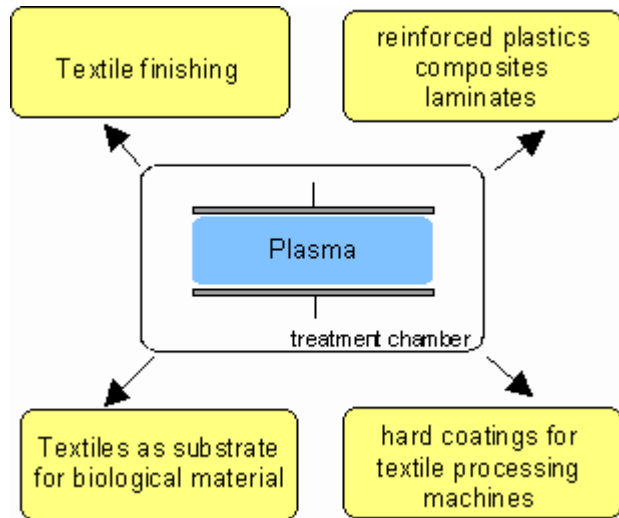 Textile finishing
reinforced plastics
composites
laminates
Plasma
treatment chamber
Textiles as substrate
for biological material
hard coatings for
textile processing
machines